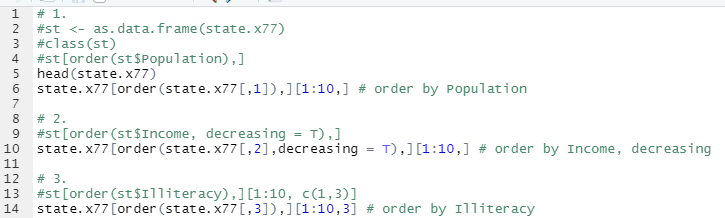 1 # 1.
2 #st <- as.data.frame(state.x77)
3 #class(st)
4 #st[order(st$Population),]
5 head(state.x77)
6 state.x77[order(state.x77[,1]),][1:10,] # order by Population
7
8 # 2.
9 #st[order(st$Income, decreasing = T),]
10 state.x77[order(state.x77[,2],decreasing = T),][1:10,] # order by Income, decreasing
11
12 # 3.
13 #st[order(st$Illiteracy),][1:10, c(1,3)]
14 state.x77[order(state.x77[,3]),][1:10,3] # order by Illiteracy